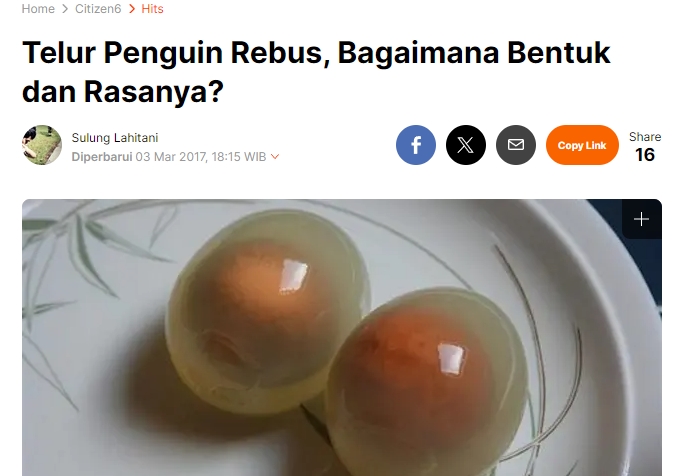 Home > Citizen6 > Hits
Telur Penguin Rebus, Bagaimana Bentuk
dan Rasanya?
Sulung Lahitani
Diperbarui 03 Mar 2017, 18:15 WIB
Copy Link
Share
16